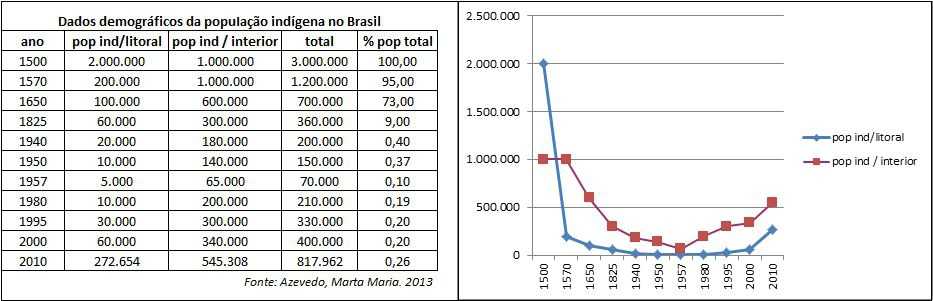 Dados demográficos da população indígena no Brasil
ano pop ind/litoral pop ind / interior total % pop total
1500 2.000.000 1.000.000 3.000.000 100,00
1570 200.000 1.000.000 1.200.000 95,00
1650 100.000 600.000 700.000 73,00
1825 60.000 300.000 360.000 9,00
1940 20.000 180.000 200.000 0,40
1950 10.000 140.000 150.000 0,37
1957 5.000 65.000 70.000 0,10
1980 10.000 200.000 210.000 0,19
1995 30.000 300.000 330.000 0,20
2000 60.000 340.000 400.000 0,20
2010 272.654 545.308 817.962 0,26
Fonte: Azevedo, Marta Maria. 2013
2.500.000
2.000.000
1.500.000
1.000.000
500.000
0
1500 1570 1650 1825 1940 1950 1957 1980 1995 2000 2010
pop ind/litoral
pop ind / interior